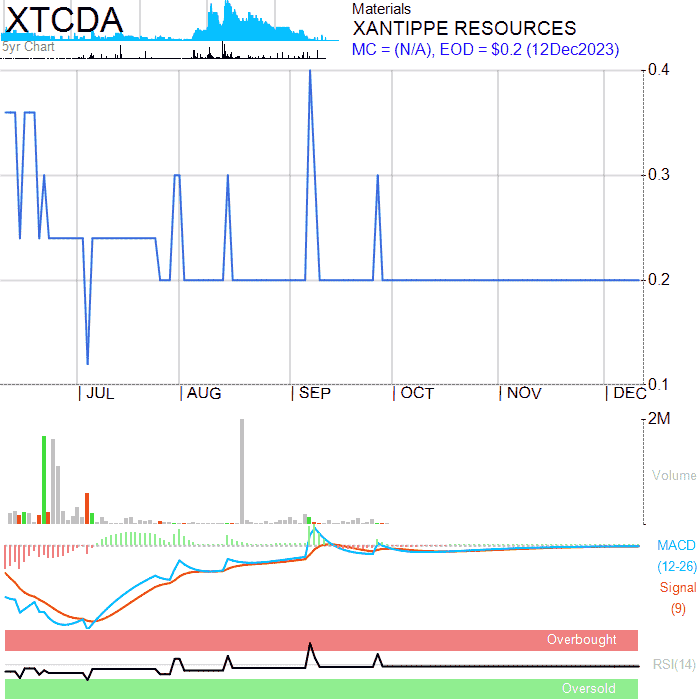 XTCDA
5yr Chart
Materials
XANTIPPE RESOURCES
MC = (N/A), EOD = $0.2 (12Dec2023)
0.4
0.3
0.2
0.1
| JUL | AUG | SEP | OCT | NOV | DEC
2M
Volume
MACD
(12-26)
Signal
(9)
Overbought
RSI(14)
Oversold